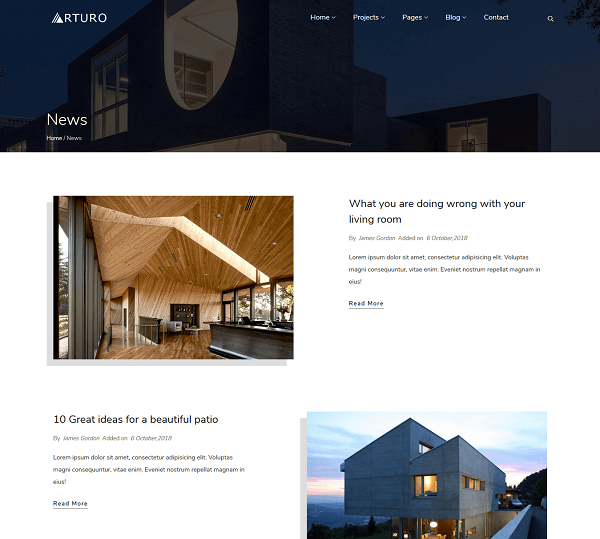 ARTURO
Home Projects Pages Blog Contact
News
Home / News
What you are doing wrong with your
living room
By James Gordon Added on 6 October,2018
Lorem ipsum dolor sit amet, consectetur adipisicing elit. Voluptas
magni consequuntur, vitae enim. Eveniet nostrum repellat magnam in
eius!
Read More
10 Great ideas for a beautiful patio
By James Gordon Added on 6 October,2018
Lorem ipsum dolor sit amet, consectetur adipisicing elit. Voluptas
magni consequuntur, vitae enim. Eveniet nostrum repellat magnam in
eius!
Read More